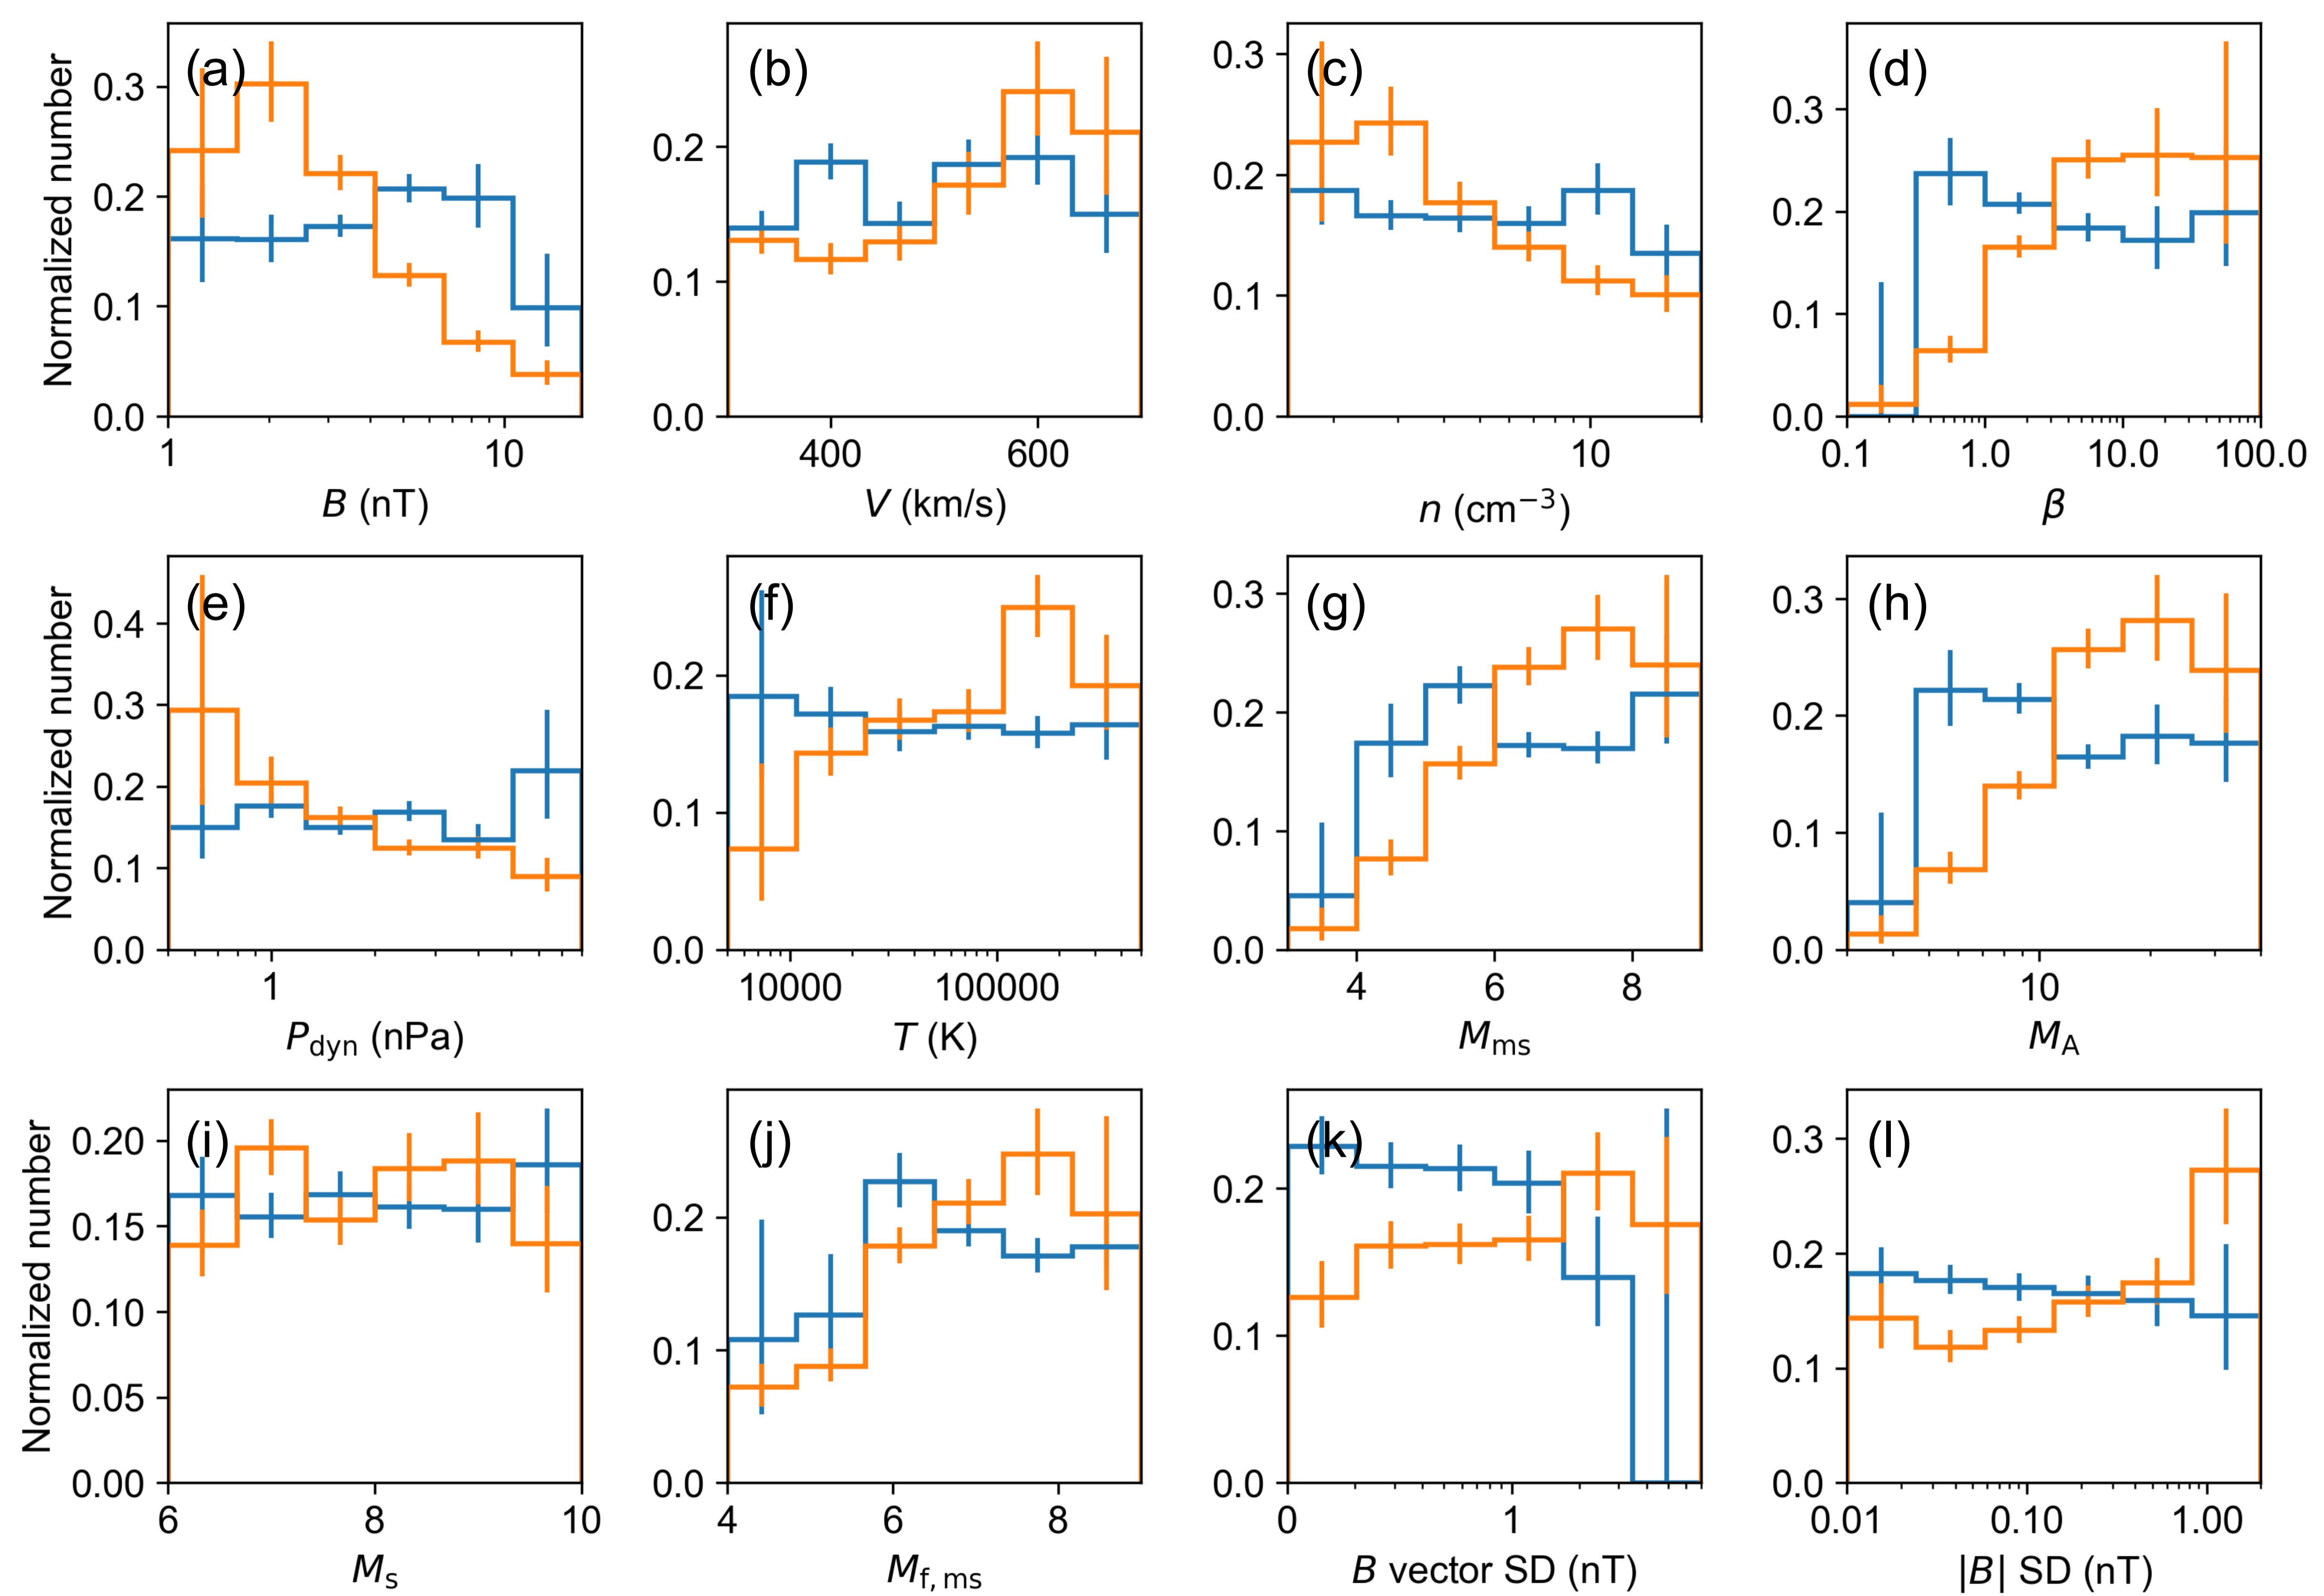 (a) (b) (c) (d)
Normalized number
0.3 0.2 0.1 0.0
0.2 0.1 0.0
0.3 0.2 0.1 0.0
0.3 0.2 0.1 0.0
1 10
400 600
10
0.1 1.0 10.0 100.0
B (nT)
V (km/s)
n (cm⁻³)
β
(e) (f) (g) (h)
Normalized number
0.4 0.3 0.2 0.1 0.0
0.2 0.1 0.0
0.3 0.2 0.1 0.0
0.3 0.2 0.1 0.0
1
10000 100000
4 6 8
10
P_dyn (nPa)
T (K)
M_ms
M_A
(i) (j) (k) (l)
Normalized number
0.20 0.15 0.10 0.05 0.00
0.2 0.1 0.0
0.2 0.1 0.0
0.3 0.2 0.1 0.0
6 8 10
4 6 8
0 1
0.01 0.10 1.00
M_s
M_f, ms
B vector SD (nT)
|B| SD (nT)